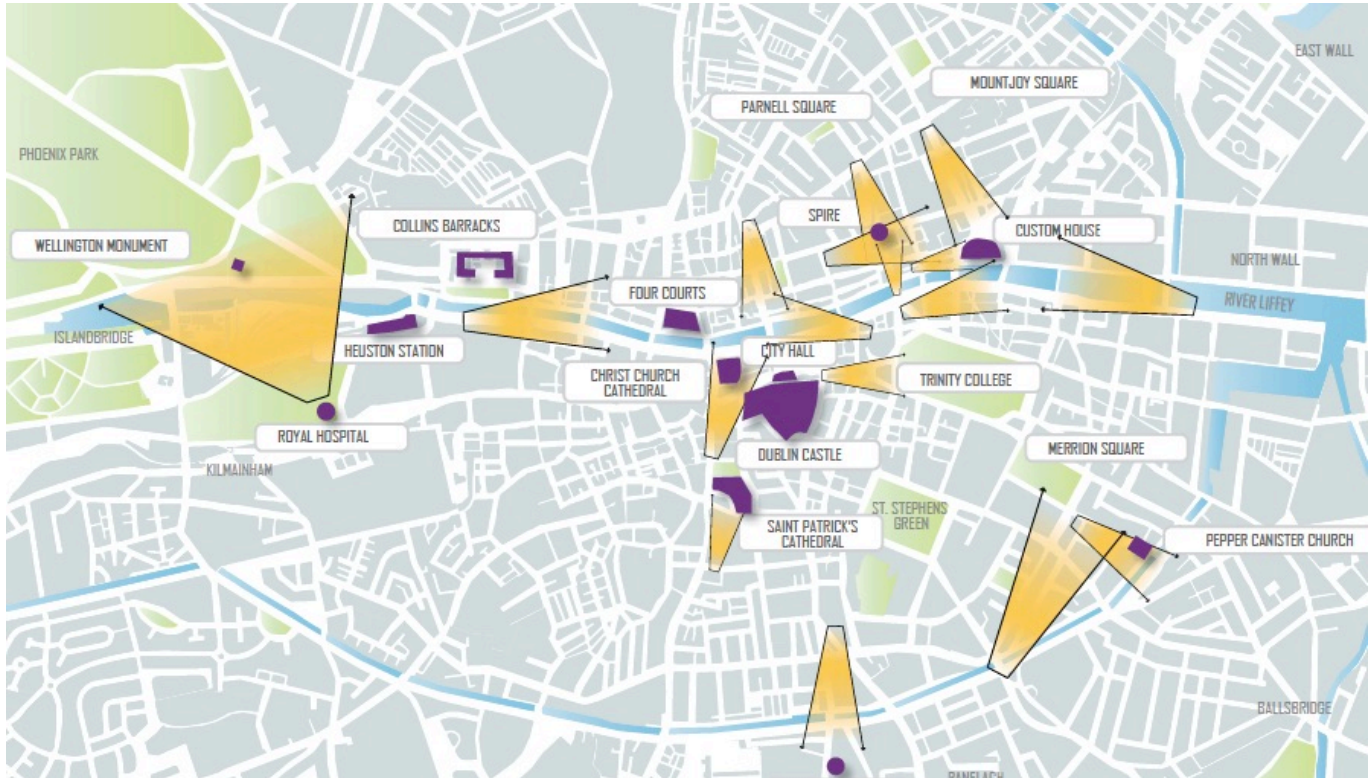 EAST WALL
MOUNTJOY SQUARE
PARNELL SQUARE
PHOENIX PARK
SPIRE
COLLINS BARRACKS
CUSTOM HOUSE
WELLINGTON MONUMENT
NORTH WALL
FOUR COURTS
RIVER LIFFEY
ISLANDBRIDGE
HEUSTON STATION
CITY HALL
CHRIST CHURCH
CATHEDRAL
TRINITY COLLEGE
ROYAL HOSPITAL
MERRION SQUARE
DUBLIN CASTLE
KILMAINHAM
ST. STEPHENS
GREEN
SAINT PATRICK'S
CATHEDRAL
PEPPER CANISTER CHURCH
BALLSBRIDGE
RANELAGH